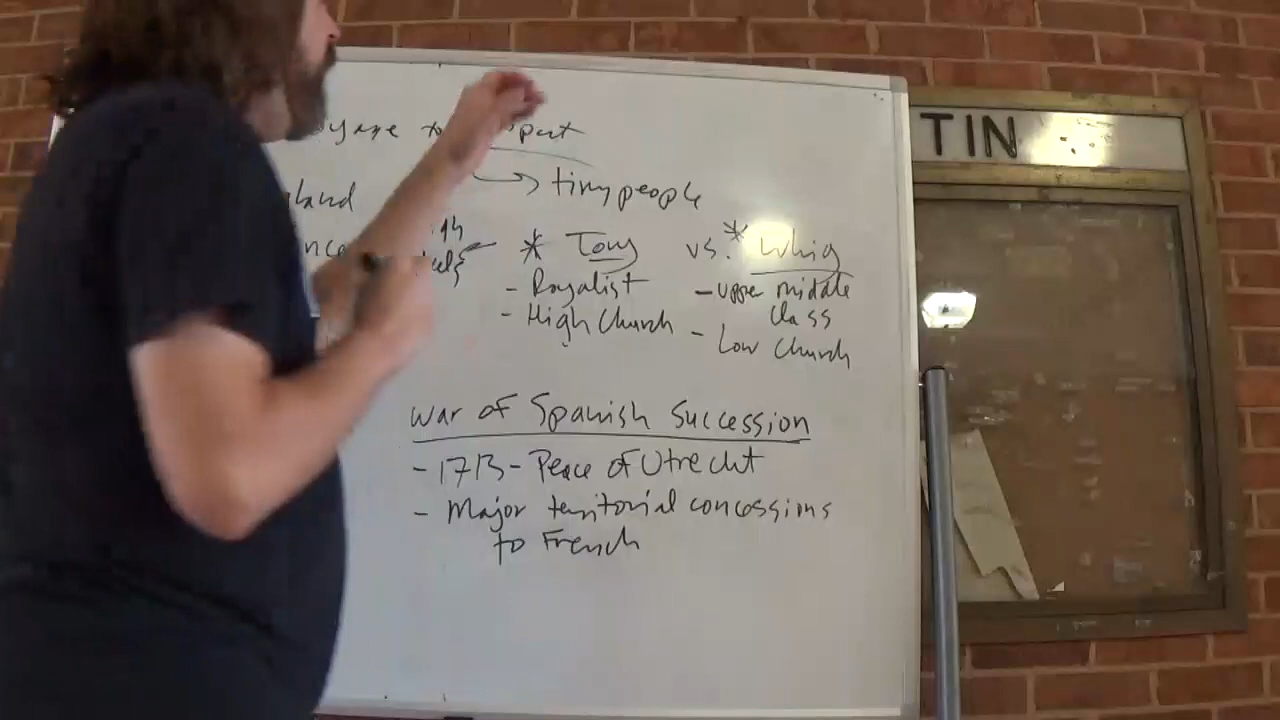 to
tiny people
* Tory vs. * Whig
- Royalist
- High Church
- upper middle
class
- Low Church
War of Spanish Succession
- 1713 - Peace of Utrecht
- Major territorial concessions
to French
TIN